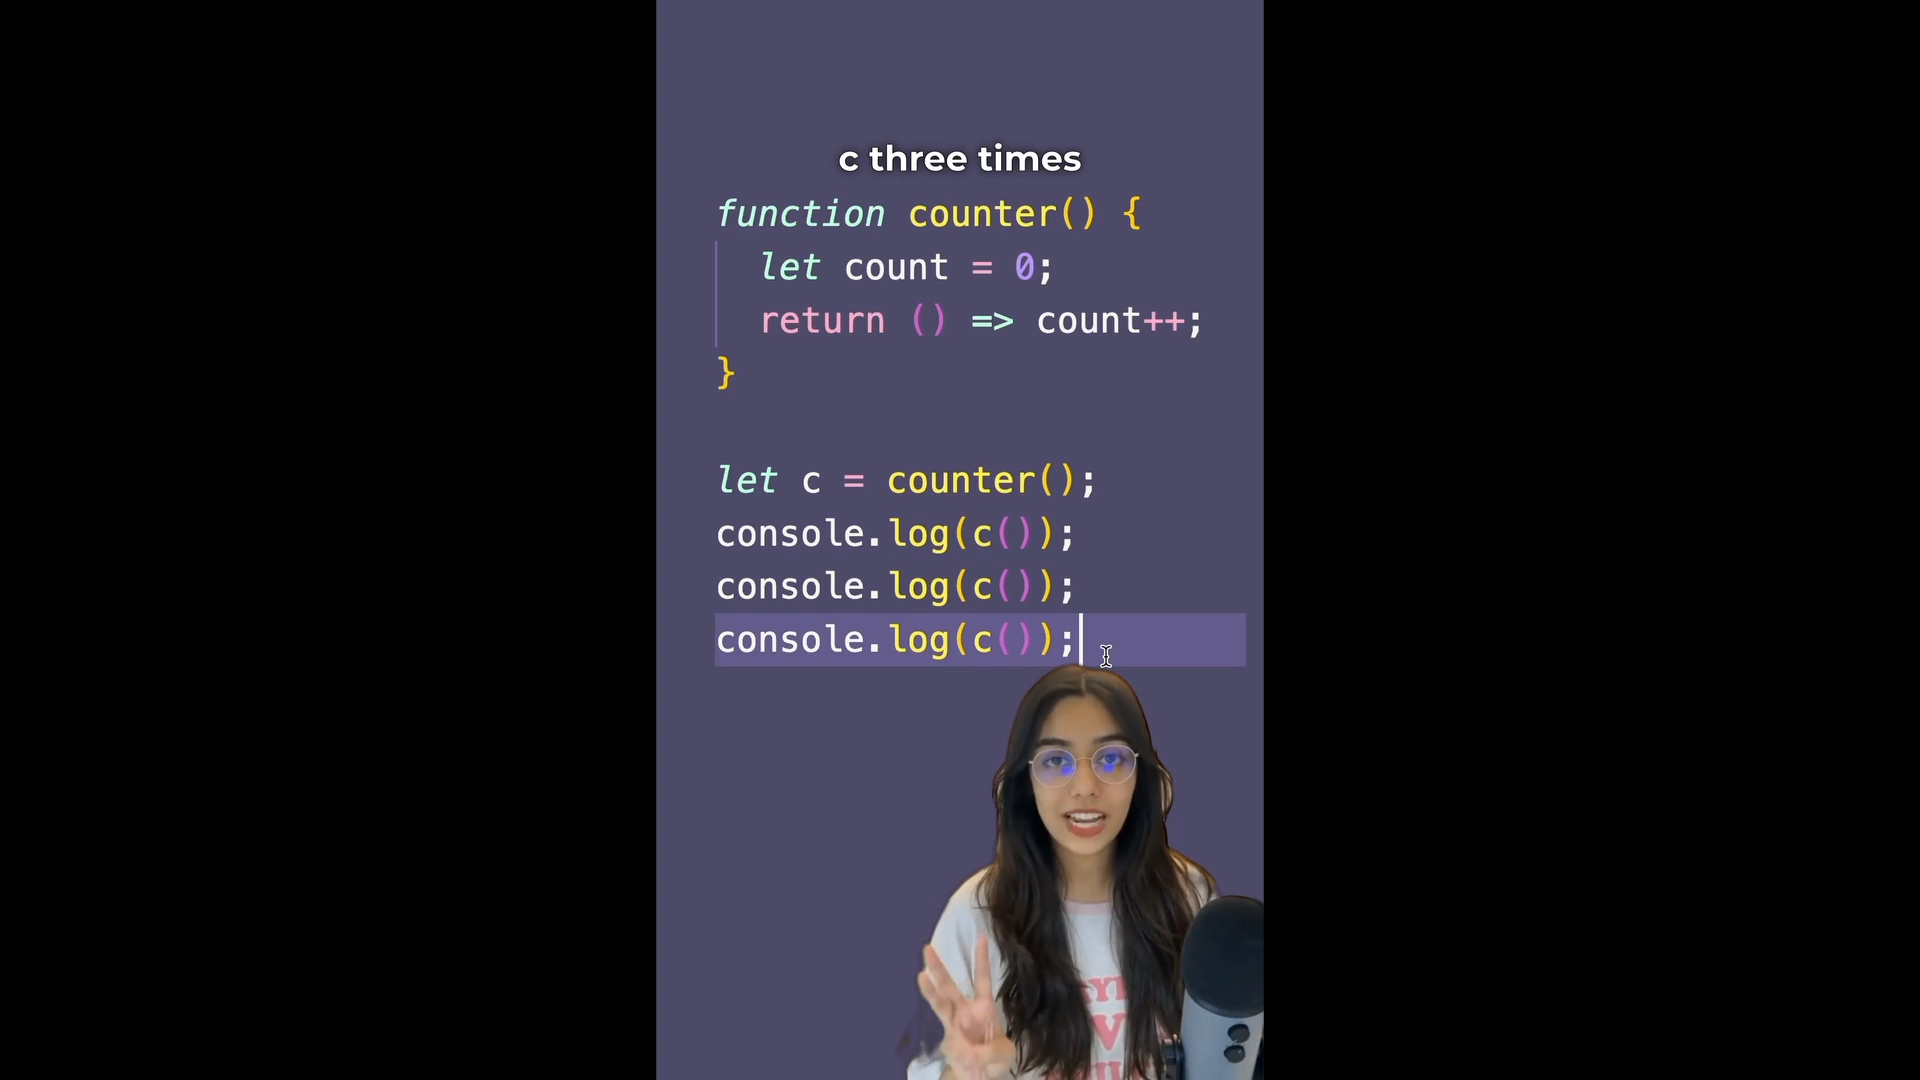 c three times
function counter() {
let count = 0;
return () => count++;
}
let c = counter();
console.log(c());
console.log(c());
console.log(c());